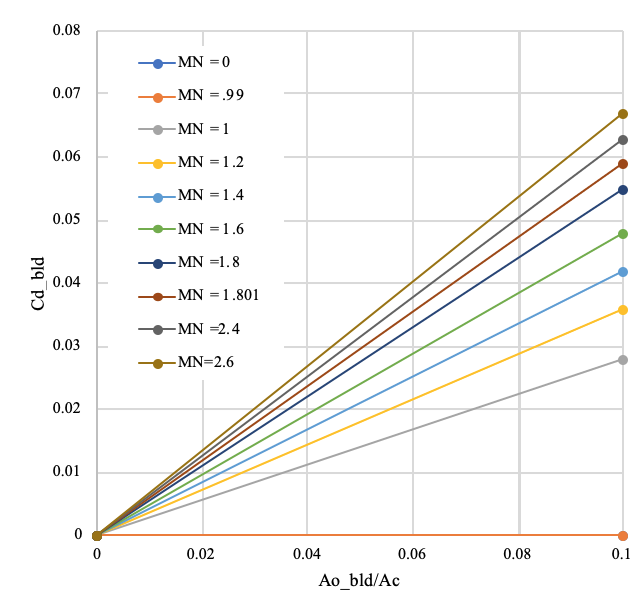 0.08
0.07
0.06
0.05
0.04
0.03
0.02
0.01
0
Cd_bld
MN = 0
MN = .99
MN = 1
MN = 1.2
MN = 1.4
MN = 1.6
MN =1.8
MN = 1.801
MN =2.4
MN=2.6
0 0.02 0.04 0.06 0.08 0.1
Ao_bld/Ac